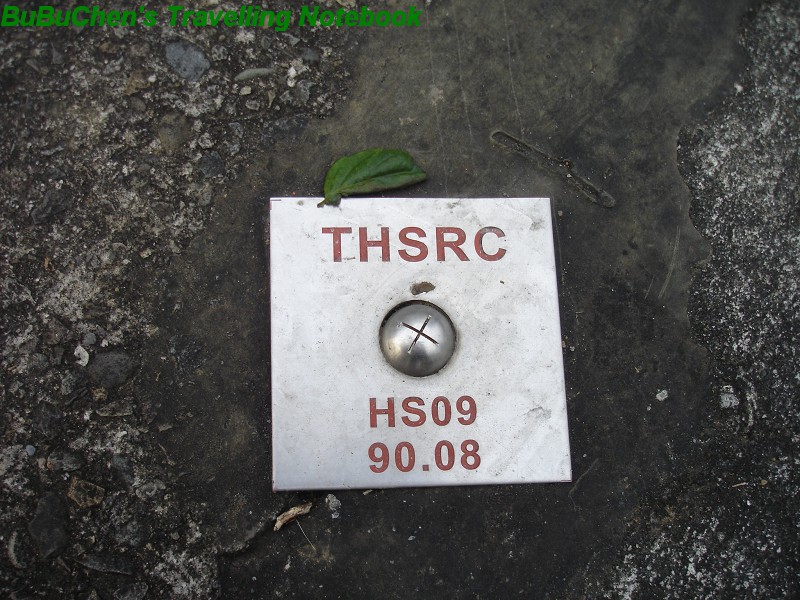 BuBuChen's Travelling Notebook
THSRC
HS09
90.08